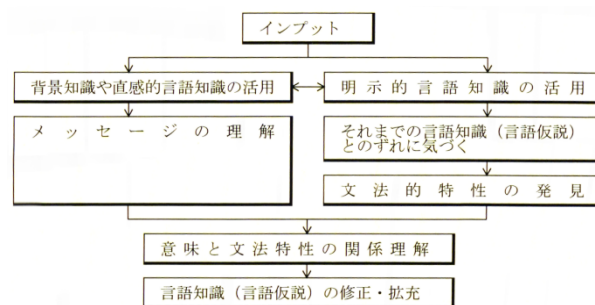 インプット
背景知識や直感的言語知識の活用
明示的言語知識の活用
メッセージの理解
それまでの言語知識（言語仮説）
とのずれに気づく
文法的特性の発見
意味と文法特性の関係理解
言語知識（言語仮説）の修正・拡充